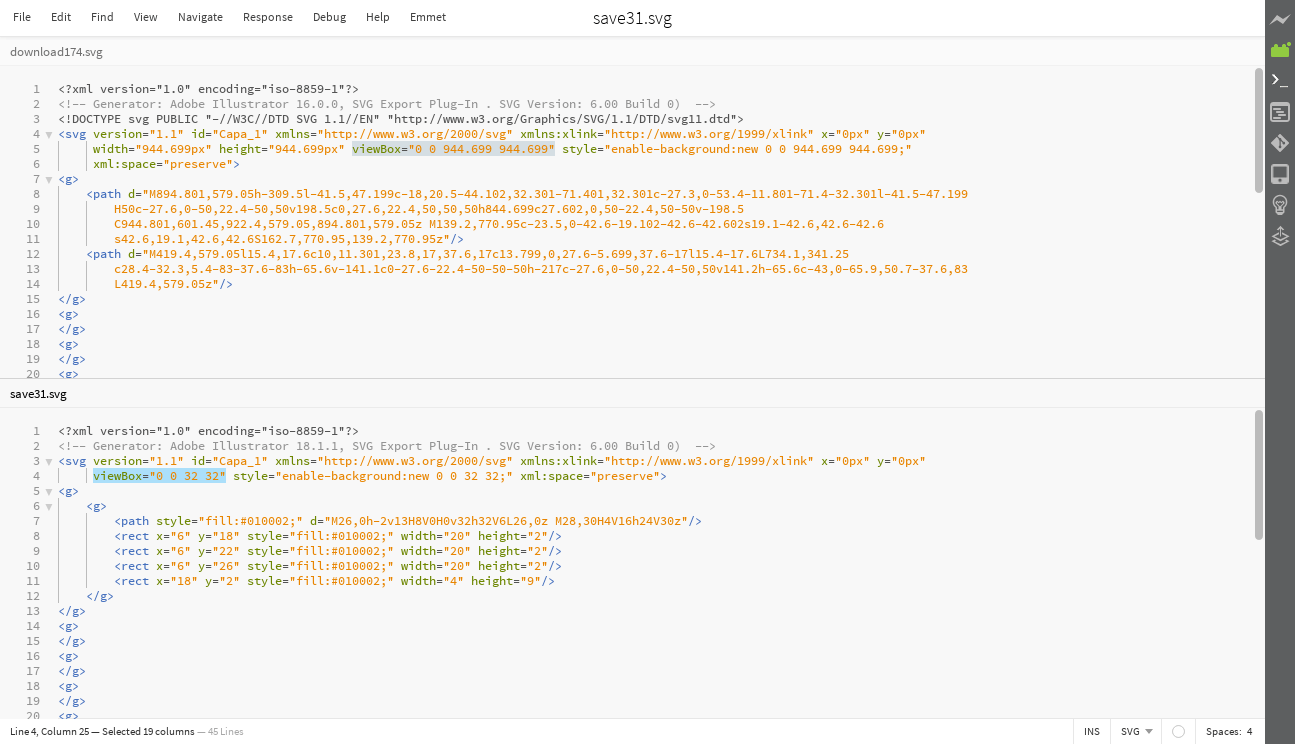 File Edit Find View Navigate Response Debug Help Emmet
save31.svg
download174.svg
1 <?xml version="1.0" encoding="iso-8859-1"?>
2 <!-- Generator: Adobe Illustrator 16.0.0, SVG Export Plug-In . SVG Version: 6.00 Build 0)  -->
3 <!DOCTYPE svg PUBLIC "-//W3C//DTD SVG 1.1//EN" "http://www.w3.org/Graphics/SVG/1.1/DTD/svg11.dtd">
4 <svg version="1.1" id="Capa_1" xmlns="http://www.w3.org/2000/svg" xmlns:xlink="http://www.w3.org/1999/xlink" x="0px" y="0px"
5 width="944.699px" height="944.699px" viewBox="0 0 944.699 944.699" style="enable-background:new 0 0 944.699 944.699;"
6 xml:space="preserve">
7 <g>
8 <path d="M894.801,579.05h-309.5l-41.5,47.199c-18,20.5-44.102,32.301-71.401,32.301c-27.3,0-53.4-11.801-71.4-32.301l-41.5-47.199
9 H50c-27.6,0-50,22.4-50,50v198.5c0,27.6,22.4,50,50,50h844.699c27.602,0,50-22.4,50-50v-198.5
10 C944.801,601.45,922.4,579.05,894.801,579.05z M139.2,770.95c-23.5,0-42.6-19.102-42.6-42.602s19.1-42.6,42.6-42.6
11 s42.6,19.1,42.6,42.6S162.7,770.95,139.2,770.95z"/>
12 <path d="M419.4,579.05l15.4,17.6c10,11.301,23.8,17,37.6,17c13.799,0,27.6-5.699,37.6-17l15.4-17.6L734.1,341.25
13 c28.4-32.3,5.4-83-37.6-83h-65.6v-141.1c0-27.6-22.4-50-50-50h-217c-27.6,0-50,22.4-50,50v141.2h-65.6c-43,0-65.9,50.7-37.6,83
14 L419.4,579.05z"/>
15 </g>
16 <g>
17 </g>
18 <g>
19 </g>
20 <g>
save31.svg
1 <?xml version="1.0" encoding="iso-8859-1"?>
2 <!-- Generator: Adobe Illustrator 18.1.1, SVG Export Plug-In . SVG Version: 6.00 Build 0)  -->
3 <svg version="1.1" id="Capa_1" xmlns="http://www.w3.org/2000/svg" xmlns:xlink="http://www.w3.org/1999/xlink" x="0px" y="0px"
4 viewBox="0 0 32 32" style="enable-background:new 0 0 32 32;" xml:space="preserve">
5 <g>
6 <g>
7 <path style="fill:#010002;" d="M26,0h-2v13H8V0H0v32h32V6L26,0z M28,30H4V16h24V30z"/>
8 <rect x="6" y="18" style="fill:#010002;" width="20" height="2"/>
9 <rect x="6" y="22" style="fill:#010002;" width="20" height="2"/>
10 <rect x="6" y="26" style="fill:#010002;" width="20" height="2"/>
11 <rect x="18" y="2" style="fill:#010002;" width="4" height="9"/>
12 </g>
13 </g>
14 <g>
15 </g>
16 <g>
17 </g>
18 <g>
19 </g>
20 <g>
Line 4, Column 25 — Selected 19 columns — 45 Lines INS SVG Spaces: 4